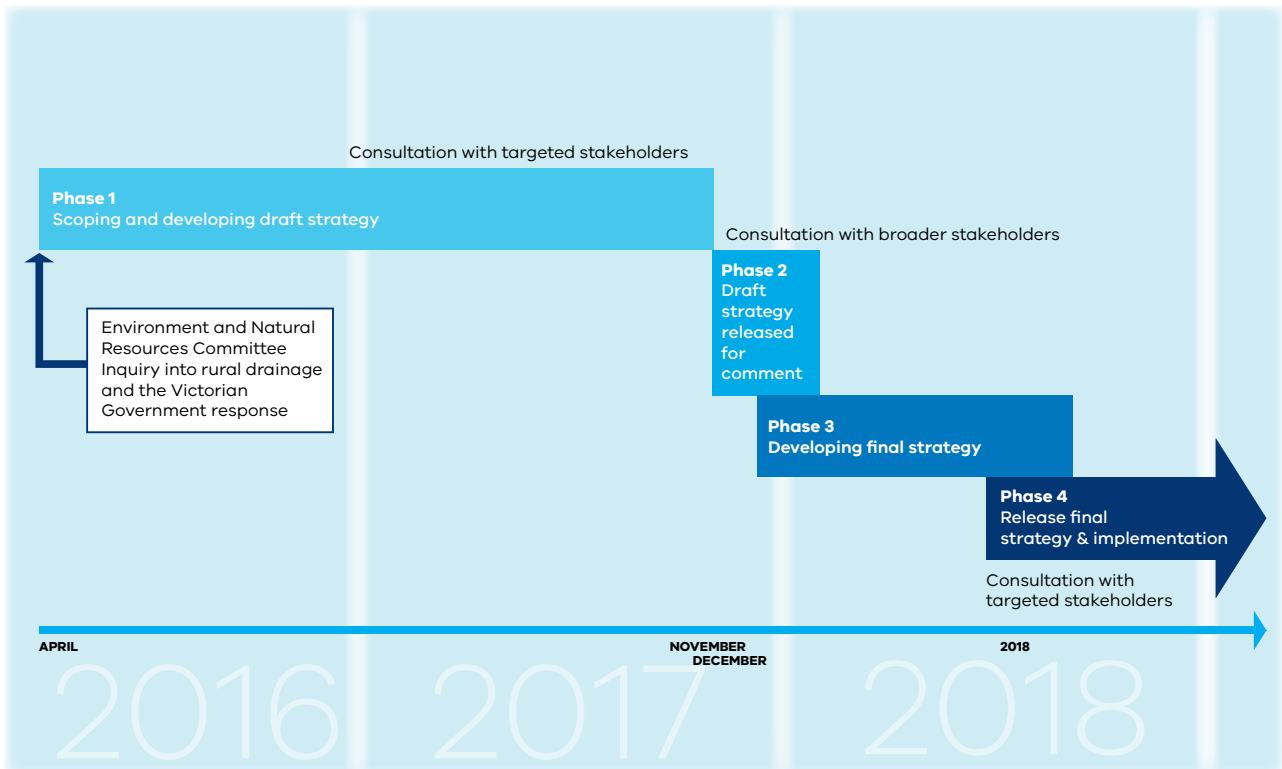 Consultation with targeted stakeholders
Phase 1
Scoping and developing draft strategy
Consultation with broader stakeholders
Phase 2
Draft
strategy
released
for
comment
Environment and Natural
Resources Committee
Inquiry into rural drainage
and the Victorian
Government response
Phase 3
Developing final strategy
Phase 4
Release final
strategy & implementation
Consultation with
targeted stakeholders
APRIL
NOVEMBER
DECEMBER
2018
2016
2017
2018